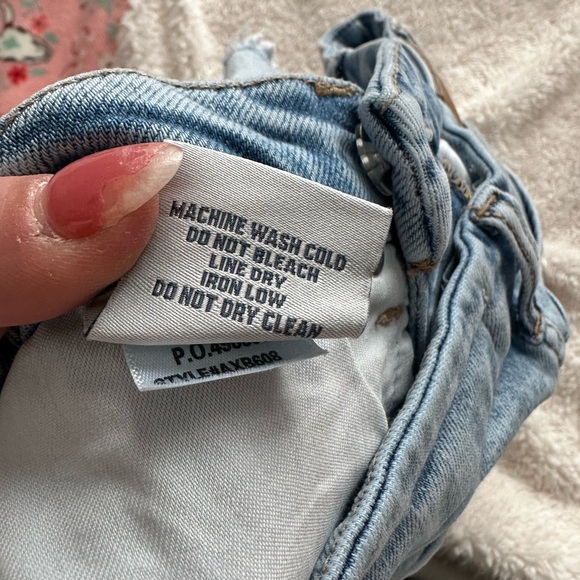 MACHINE WASH COLD
DO NOT BLEACH
LINE DRY
IRON LOW
DO NOT DRY CLEAN
STYLE#AXB608